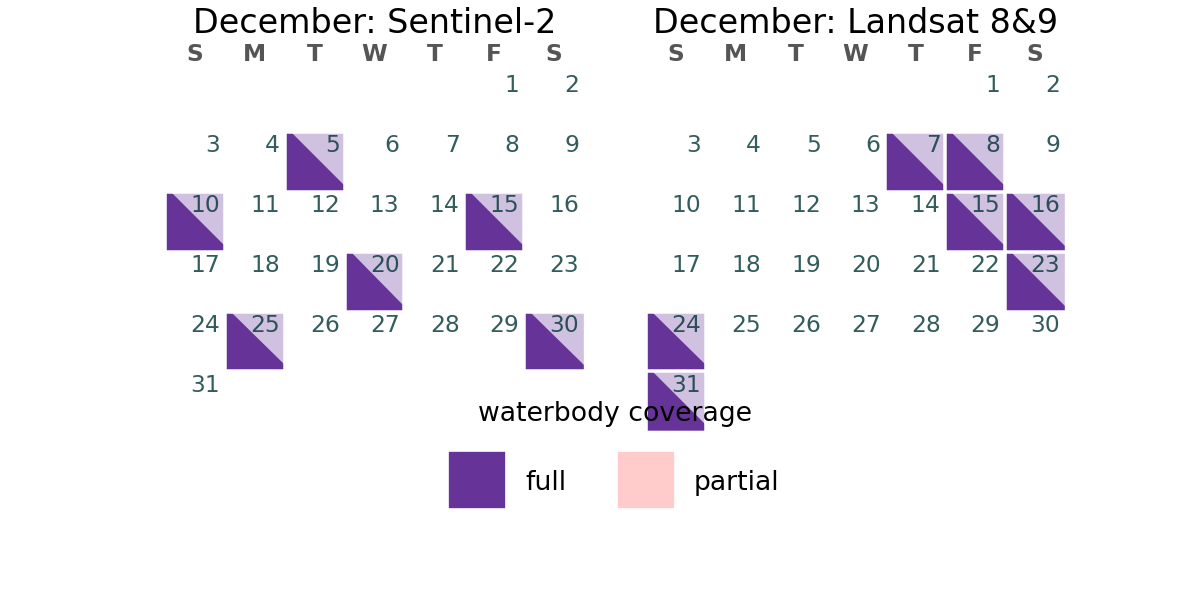 December: Sentinel-2
S M T W T F S
1 2
3 4 5 6 7 8 9
10 11 12 13 14 15 16
17 18 19 20 21 22 23
24 25 26 27 28 29 30
31
December: Landsat 8&9
S M T W T F S
1 2
3 4 5 6 7 8 9
10 11 12 13 14 15 16
17 18 19 20 21 22 23
24 25 26 27 28 29 30
31
waterbody coverage
full partial